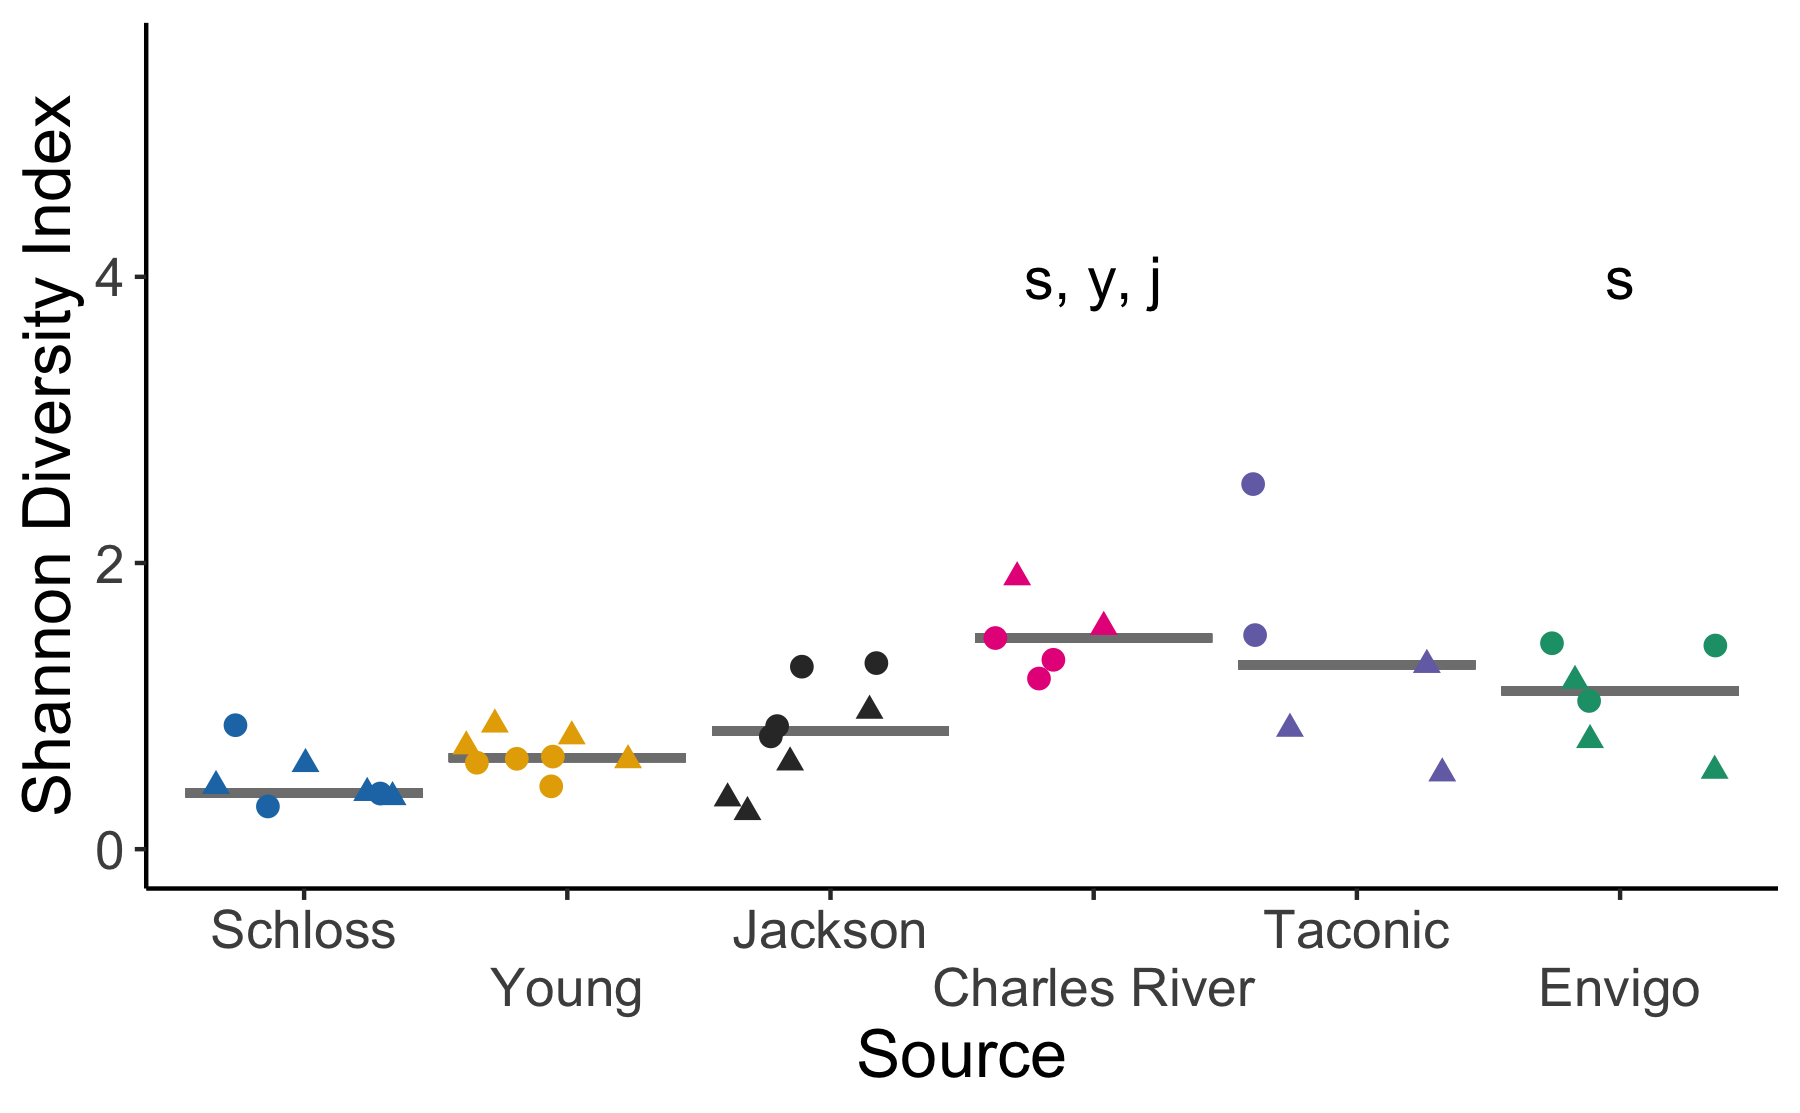 Shannon Diversity Index
4
2
0
s, y, j
s
Schloss
Young
Jackson
Charles River
Taconic
Envigo
Source